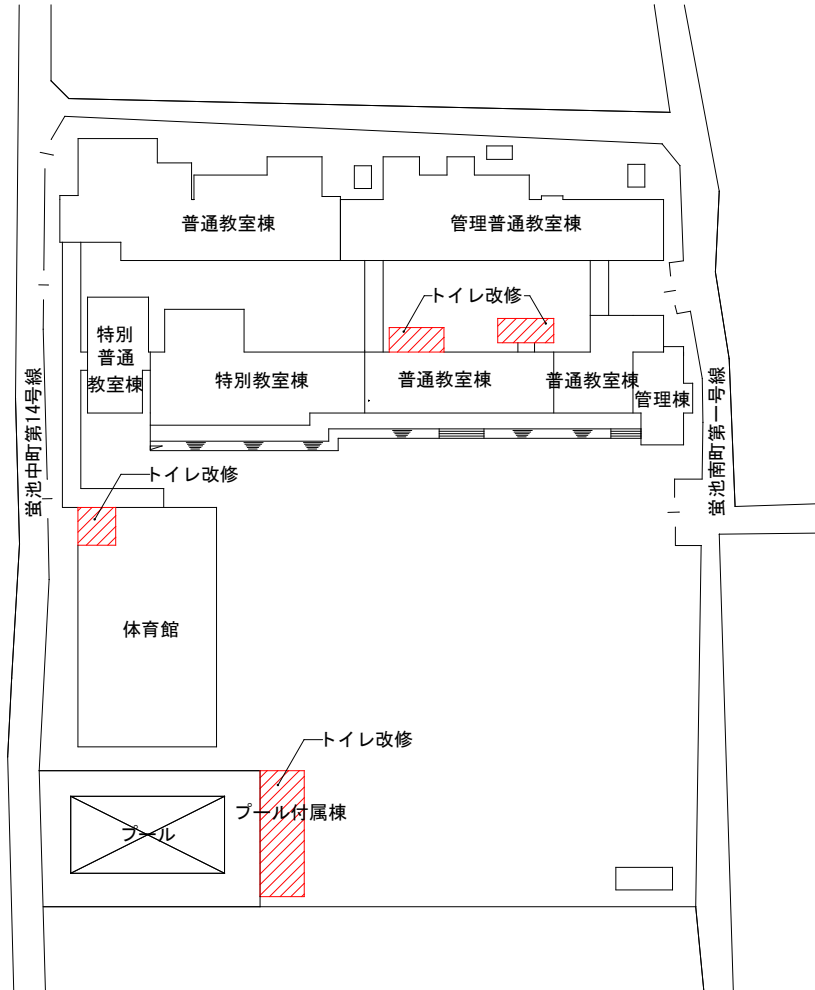 普通教室棟
管理普通教室棟
トイレ改修
特別
普通
教室棟
特別教室棟
普通教室棟
普通教室棟
管理棟
蛍池中町第14号線
蛍池南町第一号線
トイレ改修
体育館
トイレ改修
プール
プール付属棟